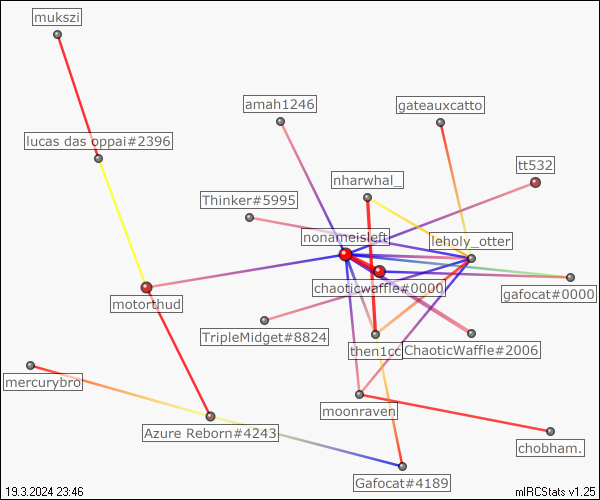 mukszi
amah1246
gateauxcatto
lucas das oppai#2396
tt532
nharwhal_
Thinker#5995
nonameisleft
leholy_otter
chaoticwaffle#0000
gafocat#0000
motorthud
TripleMidget#8824
then1cc
ChaoticWaffle#2006
mercurybro
moonraven
Azure Reborn#4243
chobham.
Gafocat#4189
19.3.2024 23:46
mIRCStats v1.25